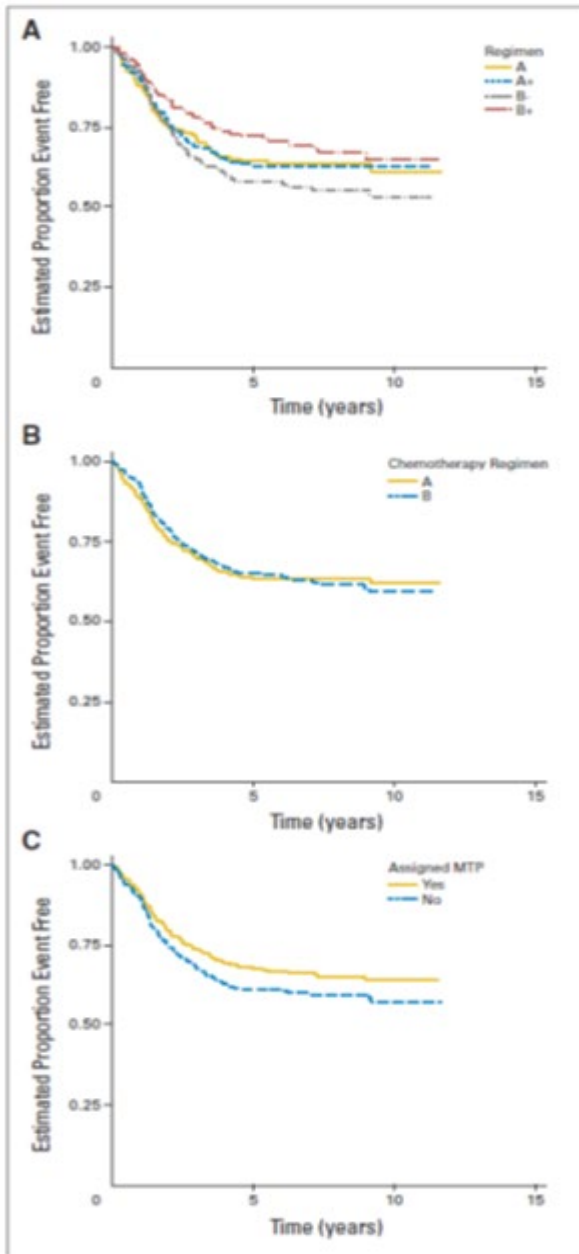 A
Estimated Proportion Event Free
1.00
0.75
0.50
0.25
0
5
10
15
Time (years)
Regimen
A
A+
B-
B+
B
Estimated Proportion Event Free
1.00
0.75
0.50
0.25
0
5
10
15
Time (years)
Chemotherapy Regimen
A
B
C
Estimated Proportion Event Free
1.00
0.75
0.50
0.25
0
5
10
15
Time (years)
Assigned MTP
Yes
No